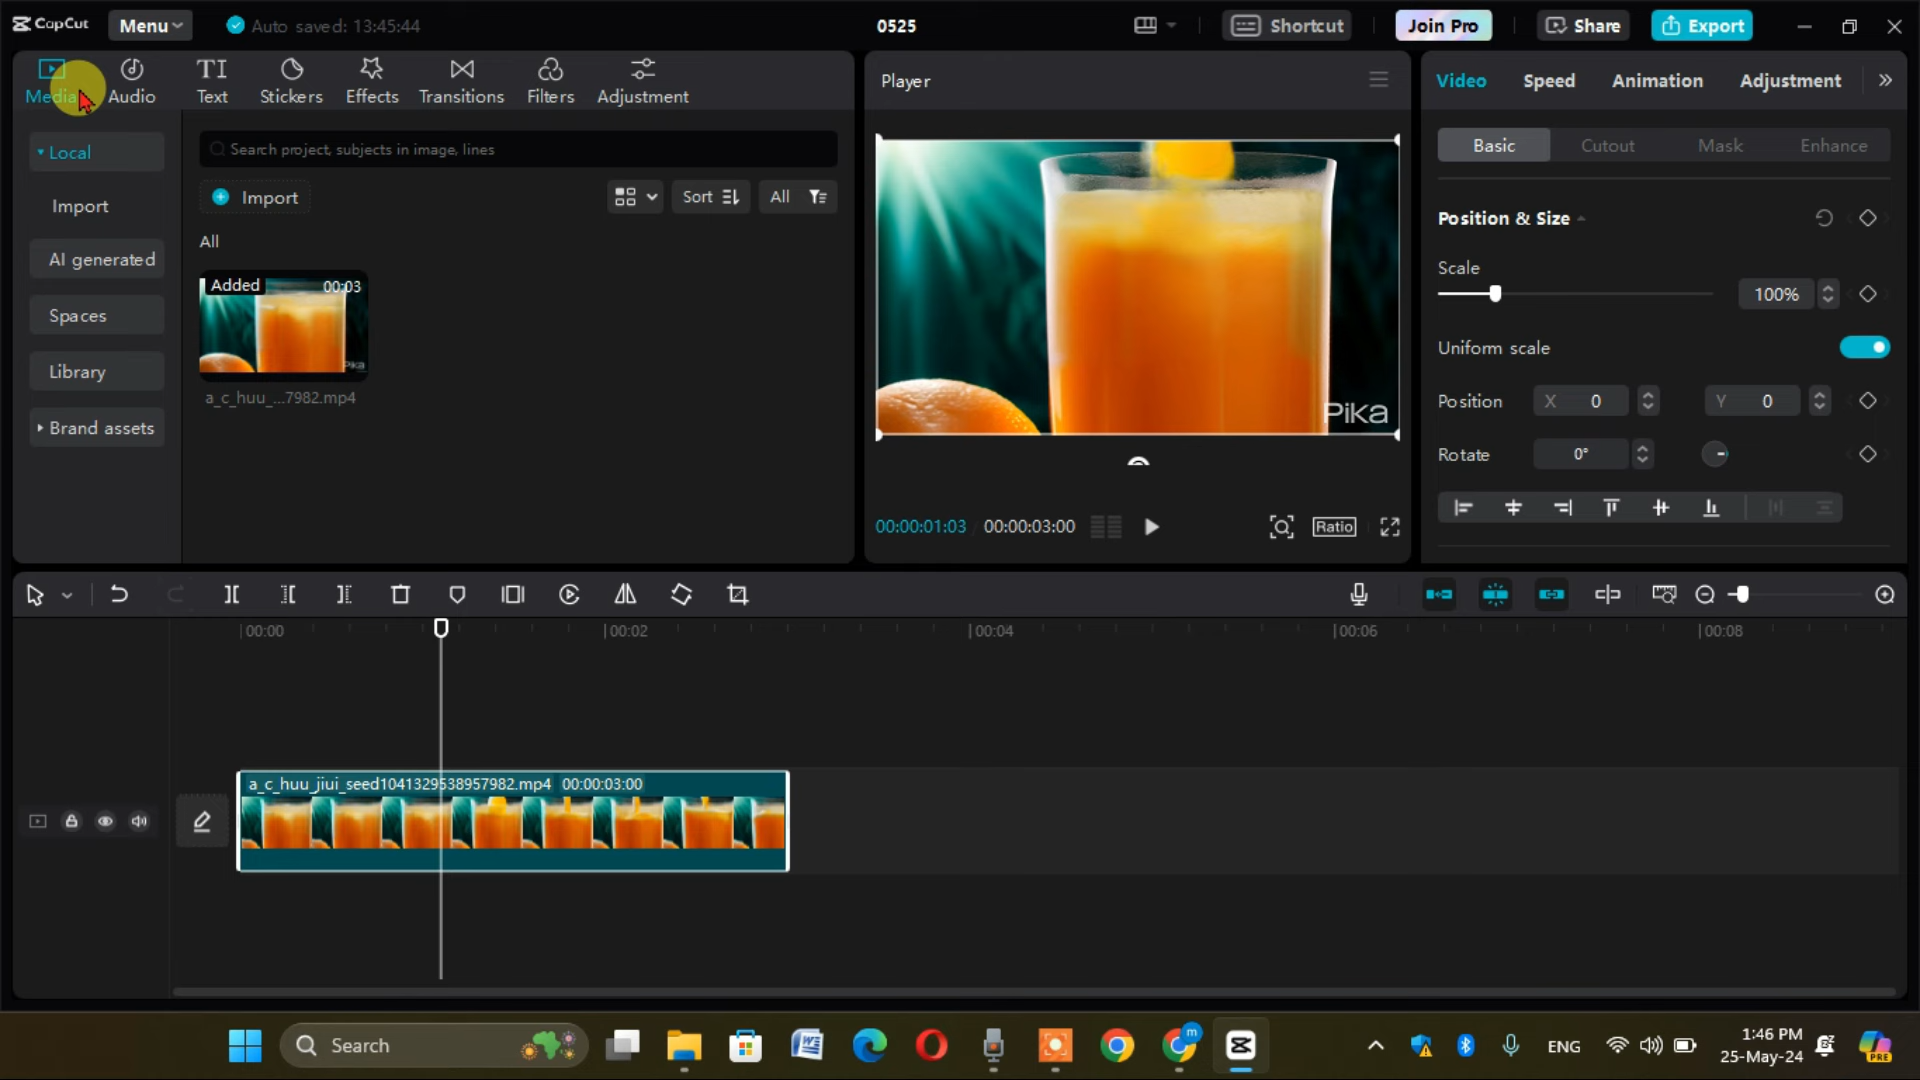 CapCut
Menu
Auto saved: 13:45:44
0525
Shortcut
Join Pro
Share
Export
Media
Audio
TI
Text
Stickers
Effects
Transitions
Filters
Adjustment
Local
Import
AI generated
Spaces
Library
Brand assets
Search project, subjects in image, lines
Import
Sort
All
All
Added
00:03
Pika
a_c_huu_...7982.mp4
Player
Pika
00:00:01:03
00:00:03:00
Ratio
Video
Speed
Animation
Adjustment
Basic
Cutout
Mask
Enhance
Position & Size
Scale
100%
Uniform scale
Position
X 0
Y 0
Rotate
0°
00:00
00:02
00:04
00:06
00:08
a_c_huu_jiui_seed1041329538957982.mp4 00:00:03:00
Search
m
ENG
1:46 PM
25-May-24
PRE